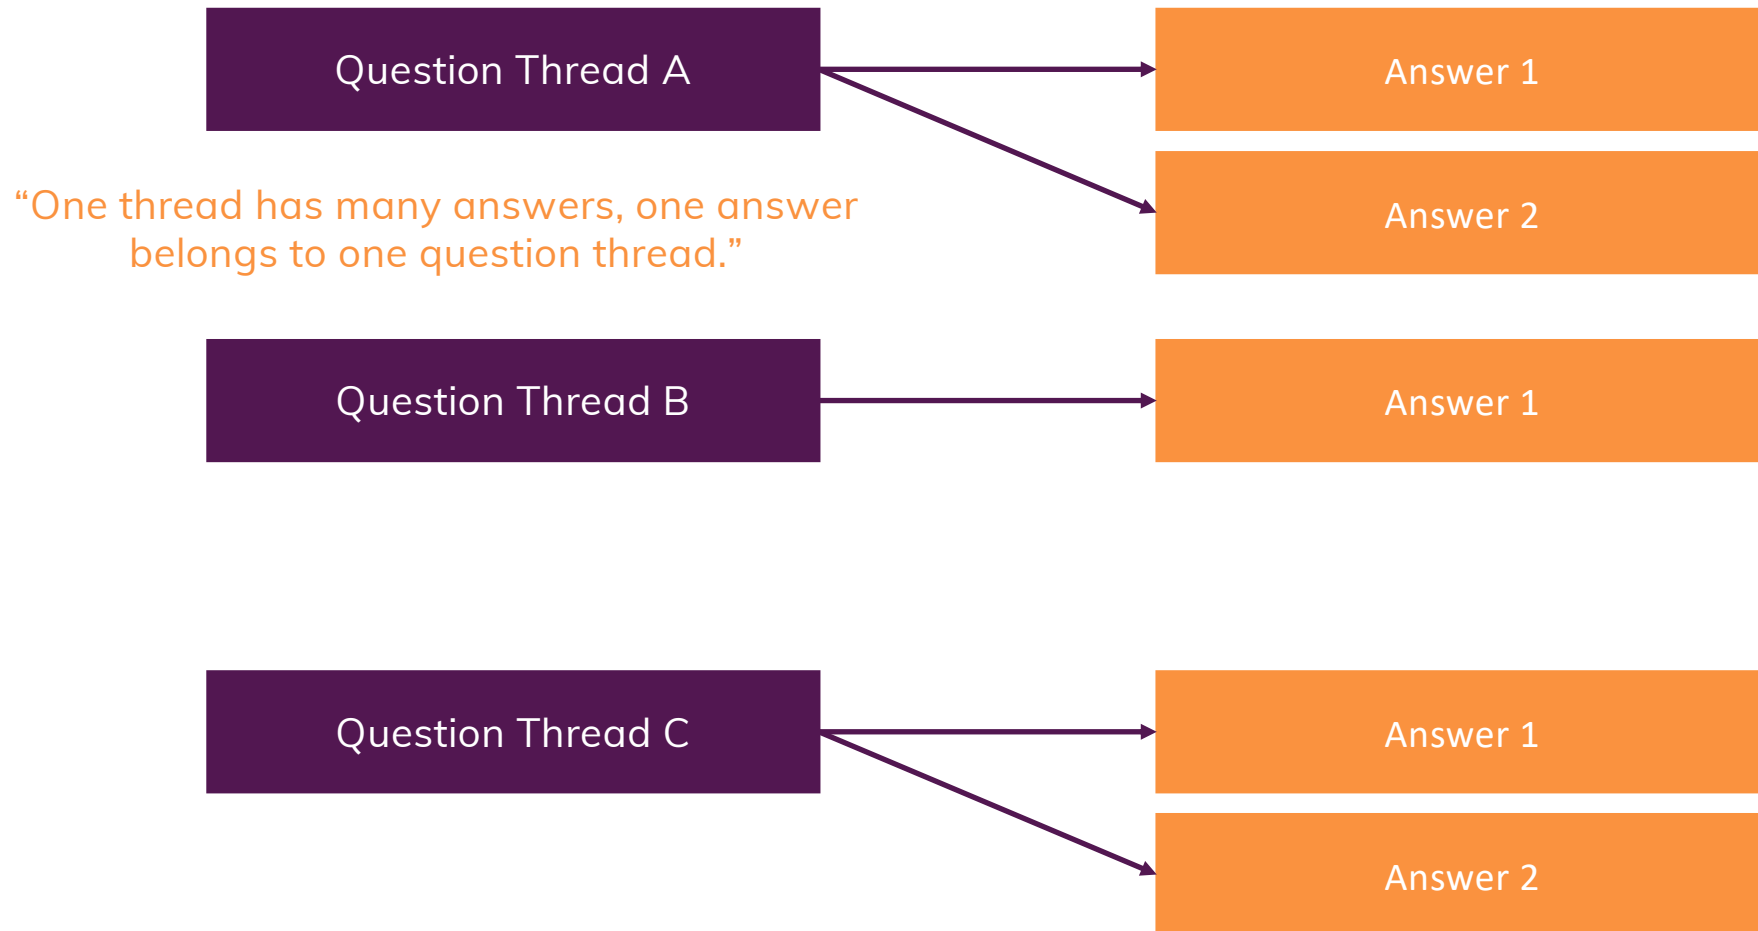 Question Thread A
Answer 1
Answer 2
“One thread has many answers, one answer
belongs to one question thread.”
Question Thread B
Answer 1
Question Thread C
Answer 1
Answer 2